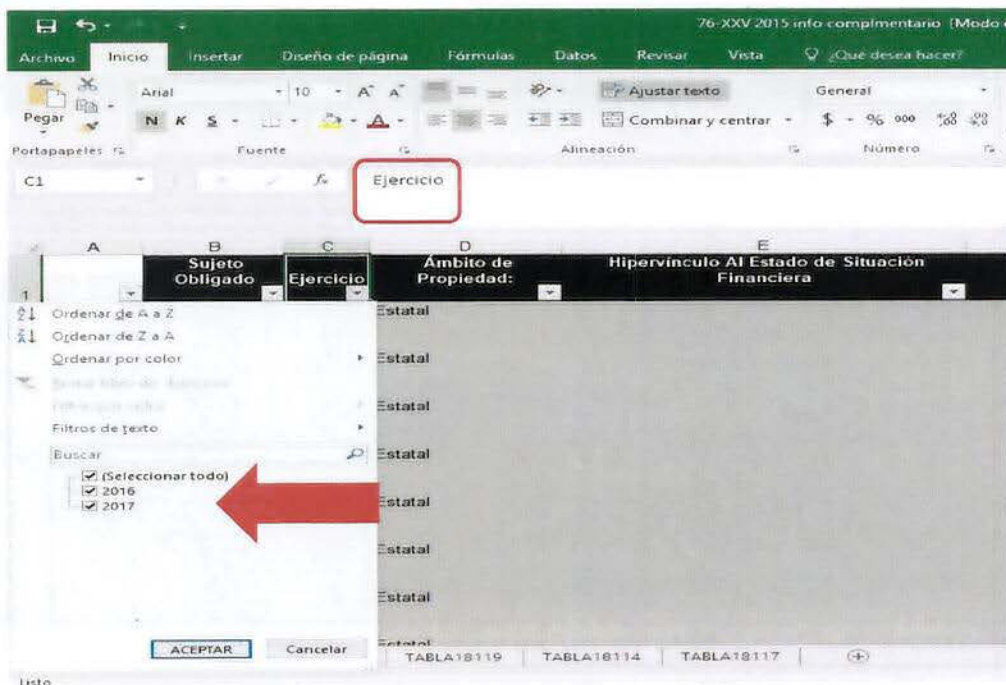 76-XXV 2015 info complmentario [Modo
Archivo Inicio Insertar Diseño de página Fórmulas Datos Revisar Vista ¿Qué desea hacer?
Arial 10 A A Ajustar texto General
Pegar N K S A Combinar y centrar $ % 000
Portapapeles Fuente Alineación Número
C1 fx Ejercicio
A B C D E
1 Sujeto Obligado Ejercicio Ámbito de Propiedad: Hipervínculo Al Estado de Situación Financiera
Ordenar de A a Z
Estatal
Ordenar de Z a A
Ordenar por color
Estatal
Estatal
Filtros de texto
Buscar
Estatal
(Seleccionar todo)
2016
2017
Estatal
Estatal
Estatal
ACEPTAR Cancelar
Estatal
TABLA18119 TABLA18114 TABLA18117
Listo